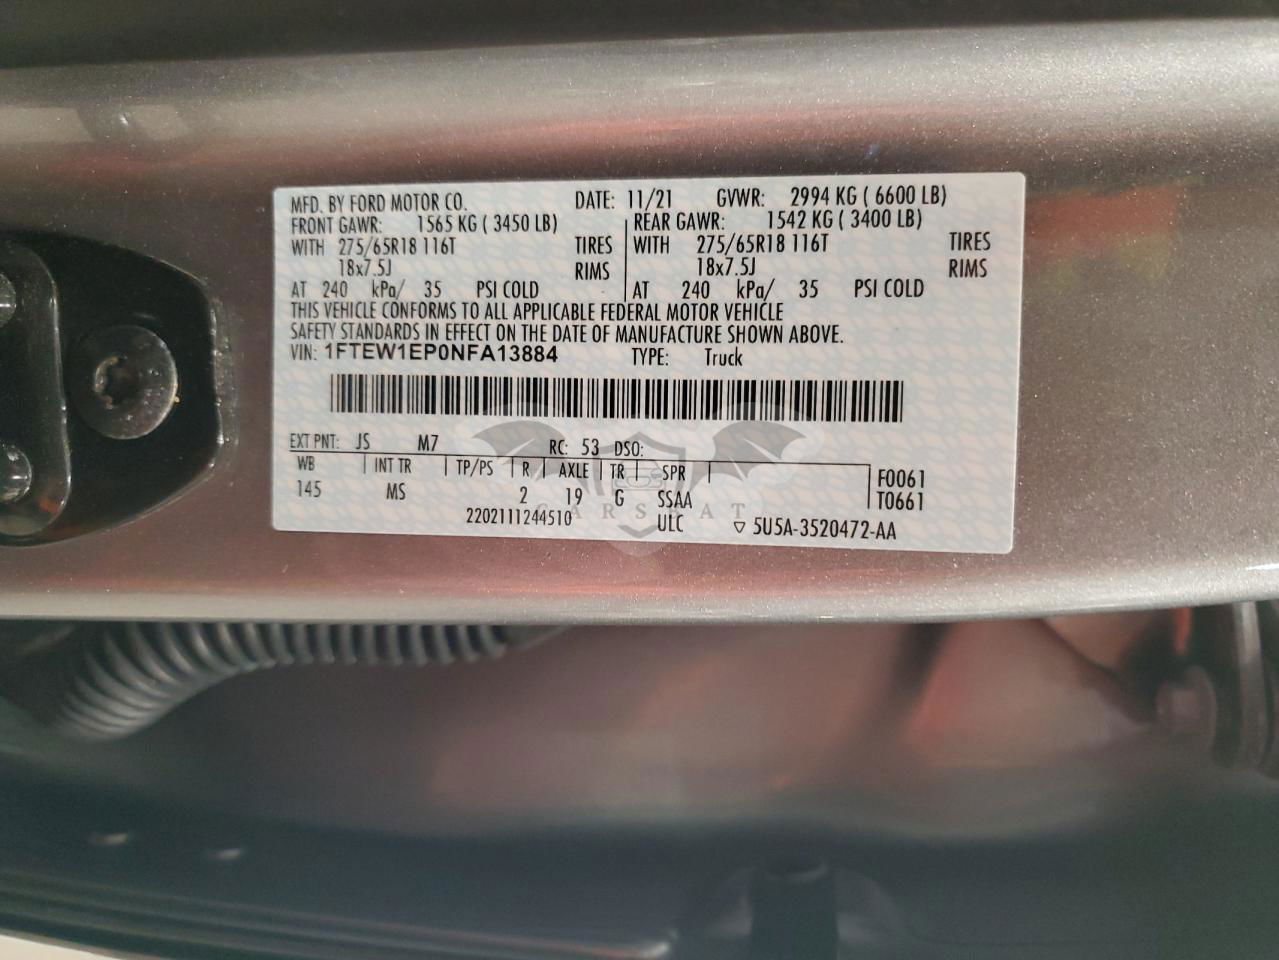 MFD. BY FORD MOTOR CO. DATE: 11/21 GVWR: 2994 KG ( 6600 LB)
FRONT GAWR: 1565 KG ( 3450 LB) REAR GAWR: 1542 KG ( 3400 LB)
WITH 275/65R18 116T TIRES WITH 275/65R18 116T TIRES
18x7.5J RIMS 18x7.5J RIMS
AT 240 kPa/ 35 PSI COLD AT 240 kPa/ 35 PSI COLD
THIS VEHICLE CONFORMS TO ALL APPLICABLE FEDERAL MOTOR VEHICLE
SAFETY STANDARDS IN EFFECT ON THE DATE OF MANUFACTURE SHOWN ABOVE.
VIN: 1FTEW1EP0NFA13884 TYPE: Truck
EXT PNT: JS M7 RC: 53 DSO:
WB INT TR TP/PS R AXLE TR SPR F0061
145 MS 2 19 G SSAA T0661
2202111244510 ULC 5U5A-3520472-AA